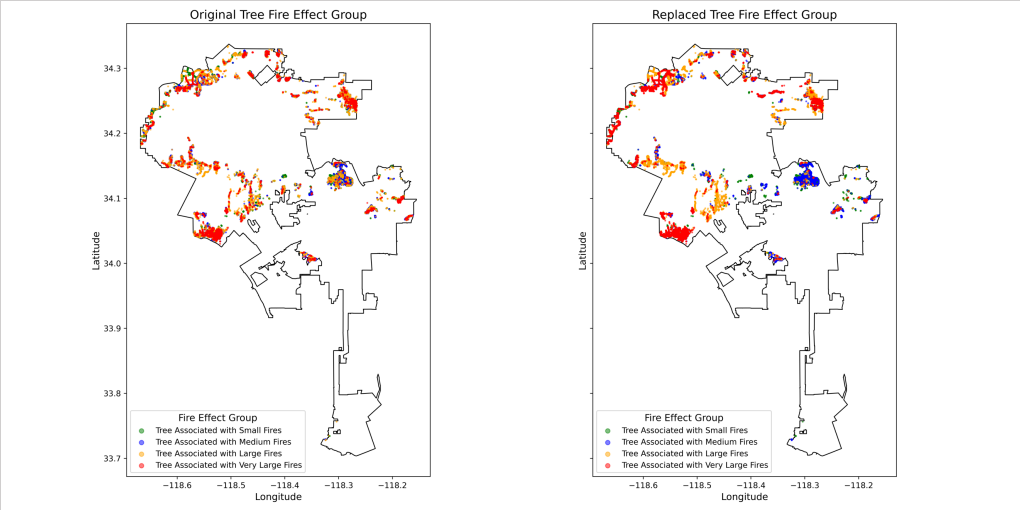 Original Tree Fire Effect Group
34.3
34.2
34.1
34.0
33.9
33.8
33.7
Latitude
Fire Effect Group
Tree Associated with Small Fires
Tree Associated with Medium Fires
Tree Associated with Large Fires
Tree Associated with Very Large Fires
−118.6
−118.5
−118.4
−118.3
−118.2
Longitude
Replaced Tree Fire Effect Group
Latitude
Fire Effect Group
Tree Associated with Small Fires
Tree Associated with Medium Fires
Tree Associated with Large Fires
Tree Associated with Very Large Fires
−118.6
−118.5
−118.4
−118.3
−118.2
Longitude